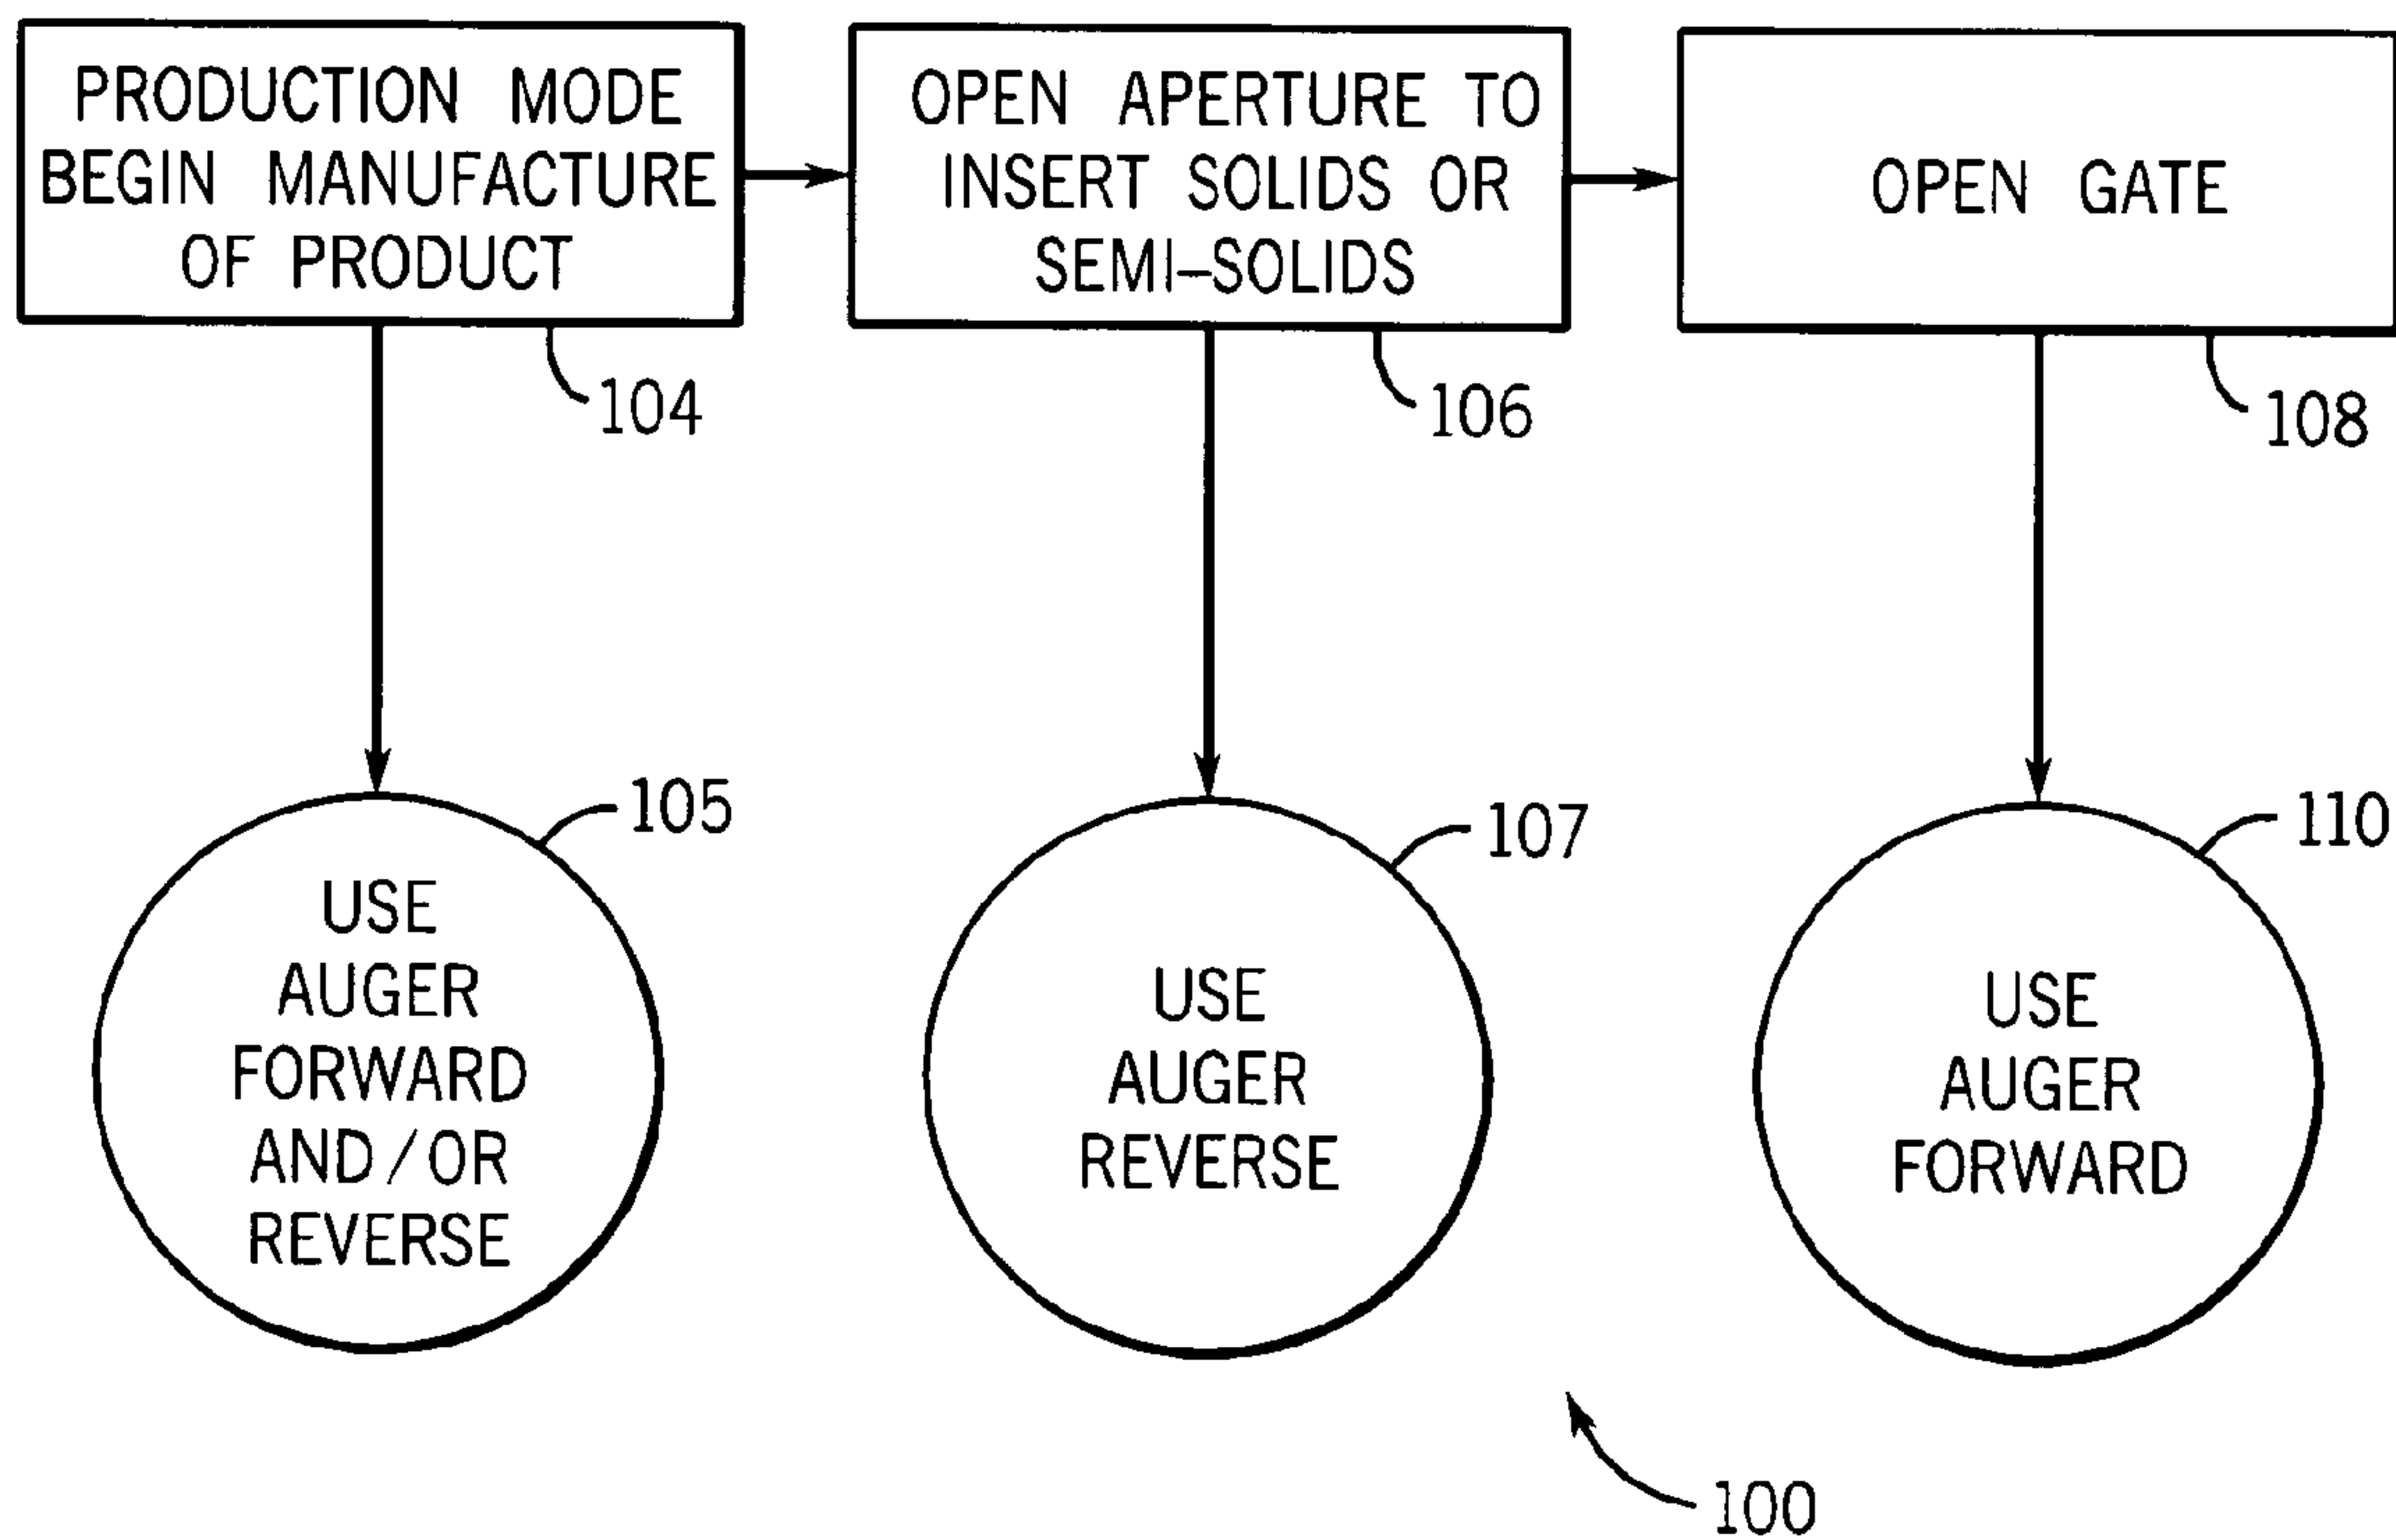 PRODUCTION MODE
BEGIN MANUFACTURE
OF PRODUCT
104
OPEN APERTURE TO
INSERT SOLIDS OR
SEMI-SOLIDS
106
OPEN GATE
108
USE
AUGER
FORWARD
AND/OR
REVERSE
105
USE
AUGER
REVERSE
107
USE
AUGER
FORWARD
110
100